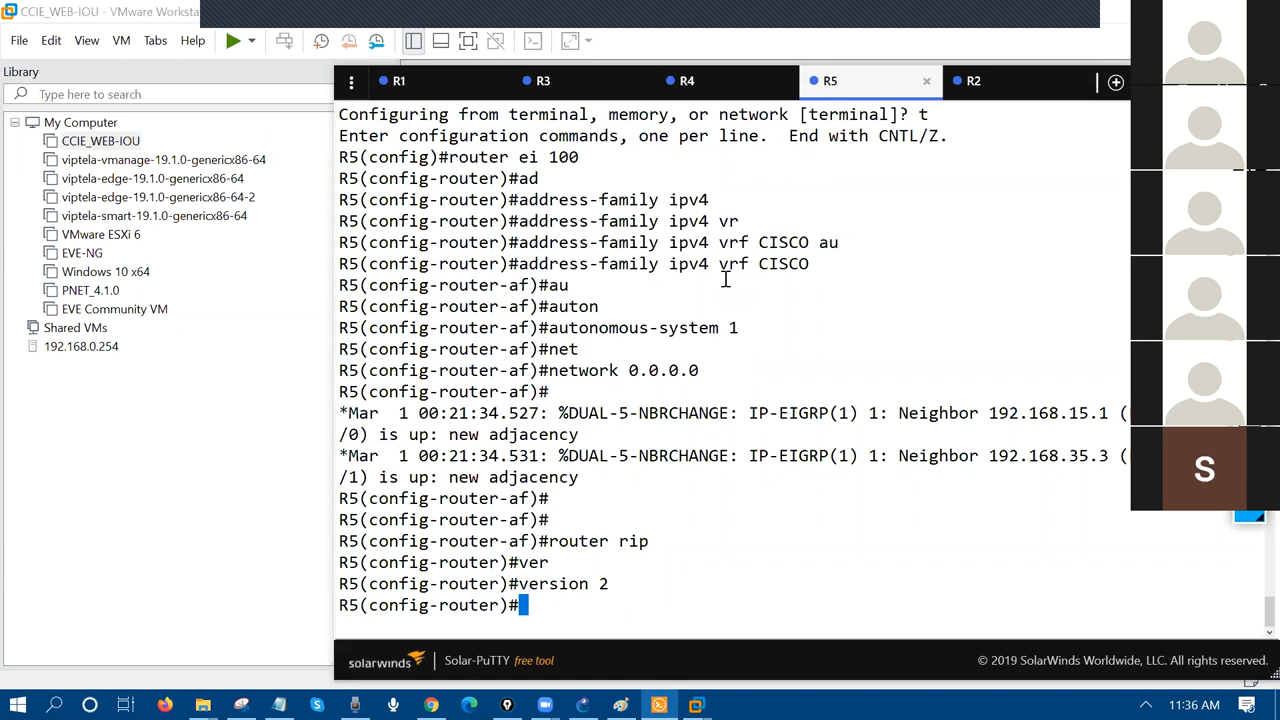 CCIE_WEB-IOU - VMware Worksta
File Edit View VM Tabs Help
Library
Type here to search
My Computer
CCIE_WEB-IOU
viptela-vmanage-19.1.0-genericx86-64
viptela-edge-19.1.0-genericx86-64
viptela-edge-19.1.0-genericx86-64-2
viptela-smart-19.1.0-genericx86-64
VMware ESXi 6
EVE-NG
Windows 10 x64
PNET_4.1.0
EVE Community VM
Shared VMs
192.168.0.254
R1 R3 R4 R5 R2
Configuring from terminal, memory, or network [terminal]? t
Enter configuration commands, one per line.  End with CNTL/Z.
R5(config)#router ei 100
R5(config-router)#ad
R5(config-router)#address-family ipv4
R5(config-router)#address-family ipv4 vr
R5(config-router)#address-family ipv4 vrf CISCO au
R5(config-router)#address-family ipv4 vrf CISCO
R5(config-router-af)#au
R5(config-router-af)#auton
R5(config-router-af)#autonomous-system 1
R5(config-router-af)#net
R5(config-router-af)#network 0.0.0.0
R5(config-router-af)#
*Mar  1 00:21:34.527: %DUAL-5-NBRCHANGE: IP-EIGRP(1) 1: Neighbor 192.168.15.1 (
/0) is up: new adjacency
*Mar  1 00:21:34.531: %DUAL-5-NBRCHANGE: IP-EIGRP(1) 1: Neighbor 192.168.35.3 (
/1) is up: new adjacency
R5(config-router-af)#
R5(config-router-af)#
R5(config-router-af)#router rip
R5(config-router)#ver
R5(config-router)#version 2
R5(config-router)#
S
solarwinds Solar-PuTTY free tool © 2019 SolarWinds Worldwide, LLC. All rights reserved.
11:36 AM